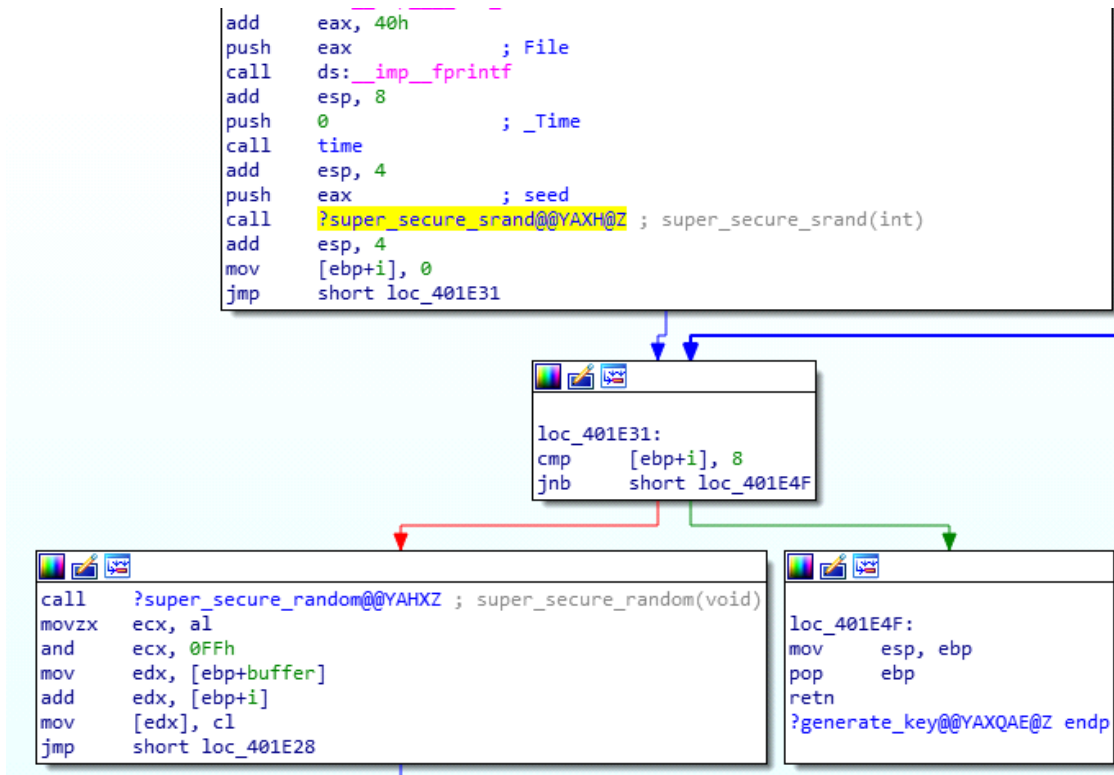 add     eax, 40h
push    eax             ; File
call    ds:__imp__fprintf
add     esp, 8
push    0               ; _Time
call    time
add     esp, 4
push    eax             ; seed
call    ?super_secure_srand@@YAXH@Z ; super_secure_srand(int)
add     esp, 4
mov     [ebp+i], 0
jmp     short loc_401E31
loc_401E31:
cmp     [ebp+i], 8
jnb     short loc_401E4F
call    ?super_secure_random@@YAHXZ ; super_secure_random(void)
movzx   ecx, al
and     ecx, 0FFh
mov     edx, [ebp+buffer]
add     edx, [ebp+i]
mov     [edx], cl
jmp     short loc_401E28
loc_401E4F:
mov     esp, ebp
pop     ebp
retn
?generate_key@@YAXQAE@Z endp